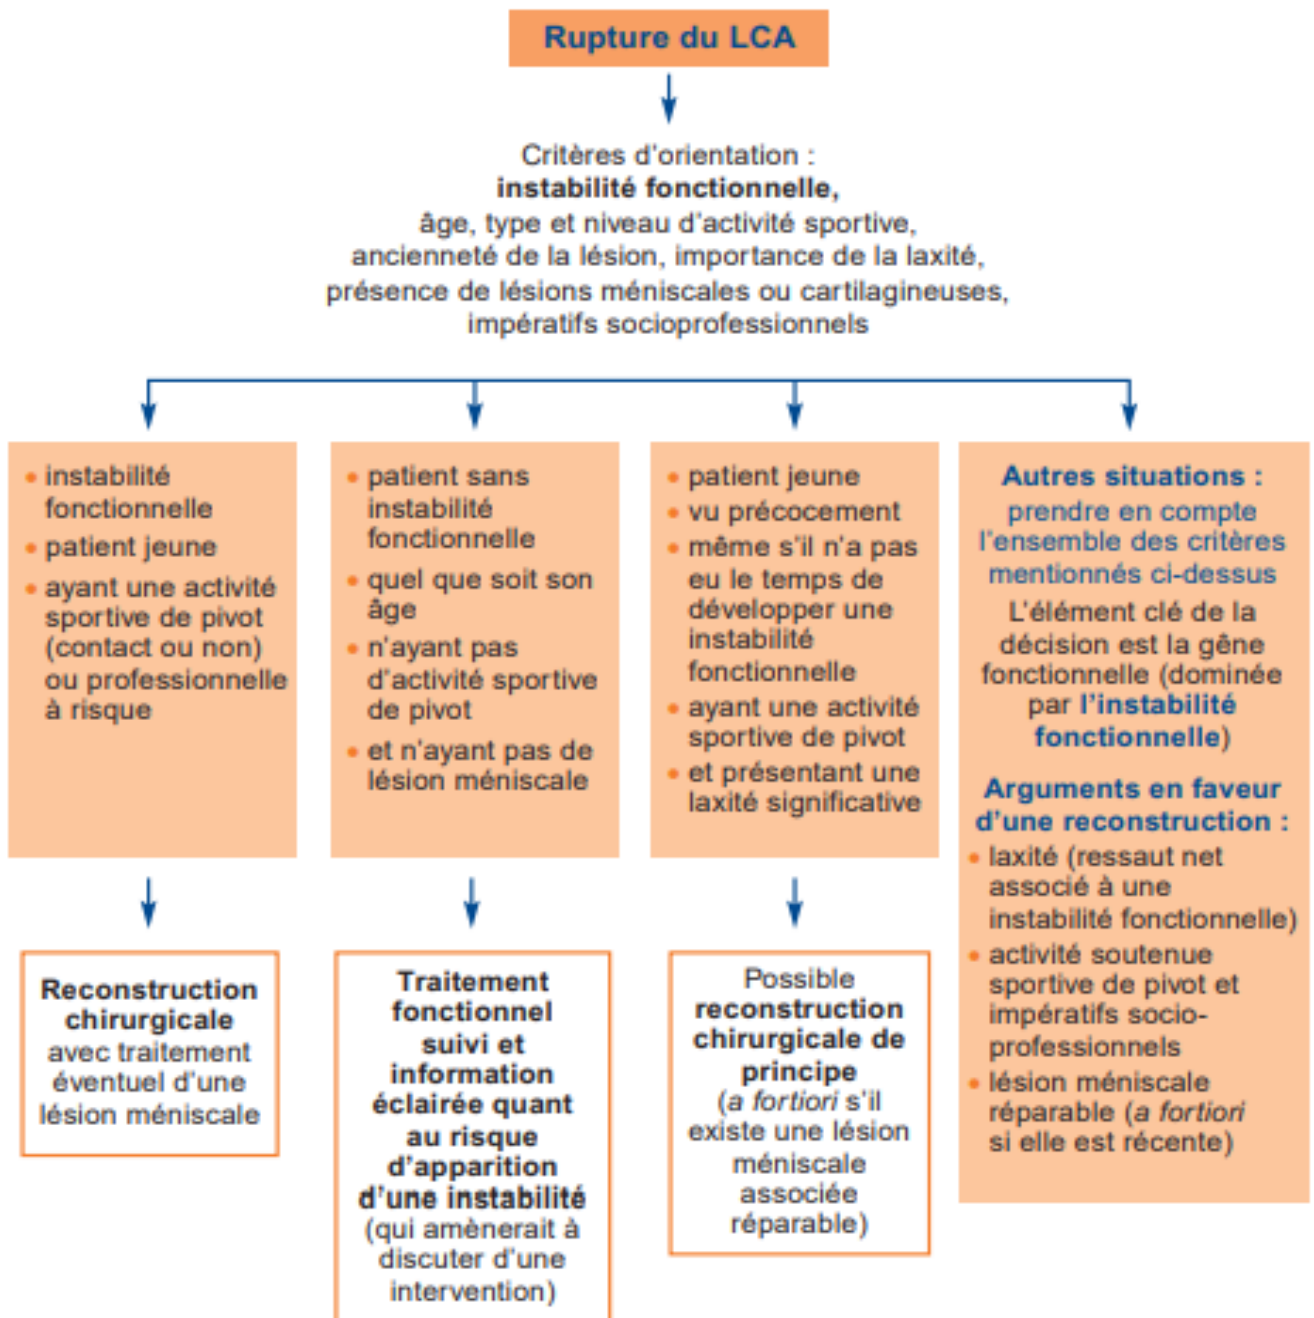 Rupture du LCA
Critères d'orientation :
instabilité fonctionnelle,
âge, type et niveau d'activité sportive,
ancienneté de la lésion, importance de la laxité,
présence de lésions méniscales ou cartilagineuses,
impératifs socioprofessionnels
• instabilité
fonctionnelle
• patient jeune
• ayant une activité
sportive de pivot
(contact ou non)
ou professionnelle
à risque
• patient sans
instabilité
fonctionnelle
• quel que soit son
âge
• n'ayant pas
d'activité sportive
de pivot
• et n'ayant pas de
lésion méniscale
• patient jeune
• vu précocement
• même s'il n'a pas
eu le temps de
développer une
instabilité
fonctionnelle
• ayant une activité
sportive de pivot
• et présentant une
laxité significative
Autres situations :
prendre en compte
l'ensemble des critères
mentionnés ci-dessus
L'élément clé de la
décision est la gêne
fonctionnelle (dominée
par l'instabilité
fonctionnelle)
Arguments en faveur
d'une reconstruction :
• laxité (ressaut net
associé à une
instabilité fonctionnelle)
• activité soutenue
sportive de pivot et
impératifs socio-
professionnels
• lésion méniscale
réparable (a fortiori
si elle est récente)
Reconstruction
chirurgicale
avec traitement
éventuel d'une
lésion méniscale
Traitement
fonctionnel
suivi et
information
éclairée quant
au risque
d'apparition
d'une instabilité
(qui amènerait à
discuter d'une
intervention)
Possible
reconstruction
chirurgicale de
principe
(a fortiori s'il
existe une lésion
méniscale
associée
réparable)